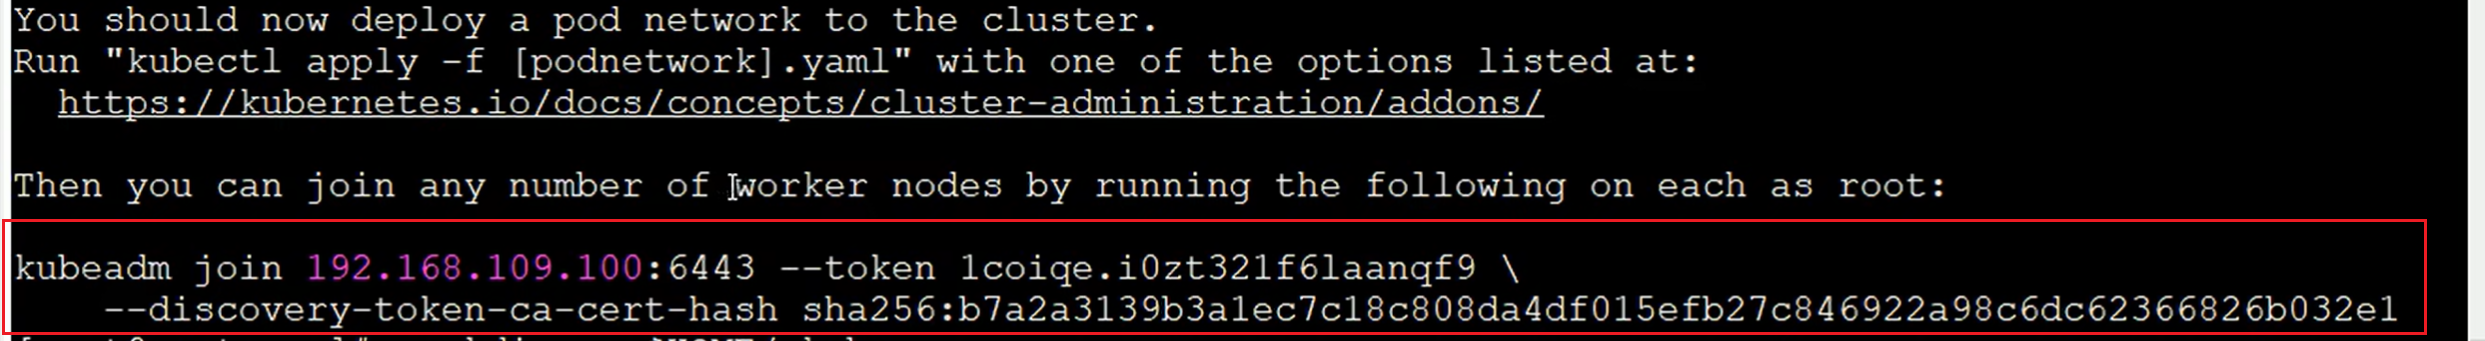 You should now deploy a pod network to the cluster.
Run "kubectl apply -f [podnetwork].yaml" with one of the options listed at:
https://kubernetes.io/docs/concepts/cluster-administration/addons/
Then you can join any number of worker nodes by running the following on each as root:
kubeadm join 192.168.109.100:6443 --token 1coiqe.i0zt321f6laanqf9 \
--discovery-token-ca-cert-hash sha256:b7a2a3139b3a1ec7c18c808da4df015efb27c846922a98c6dc62366826b032e1